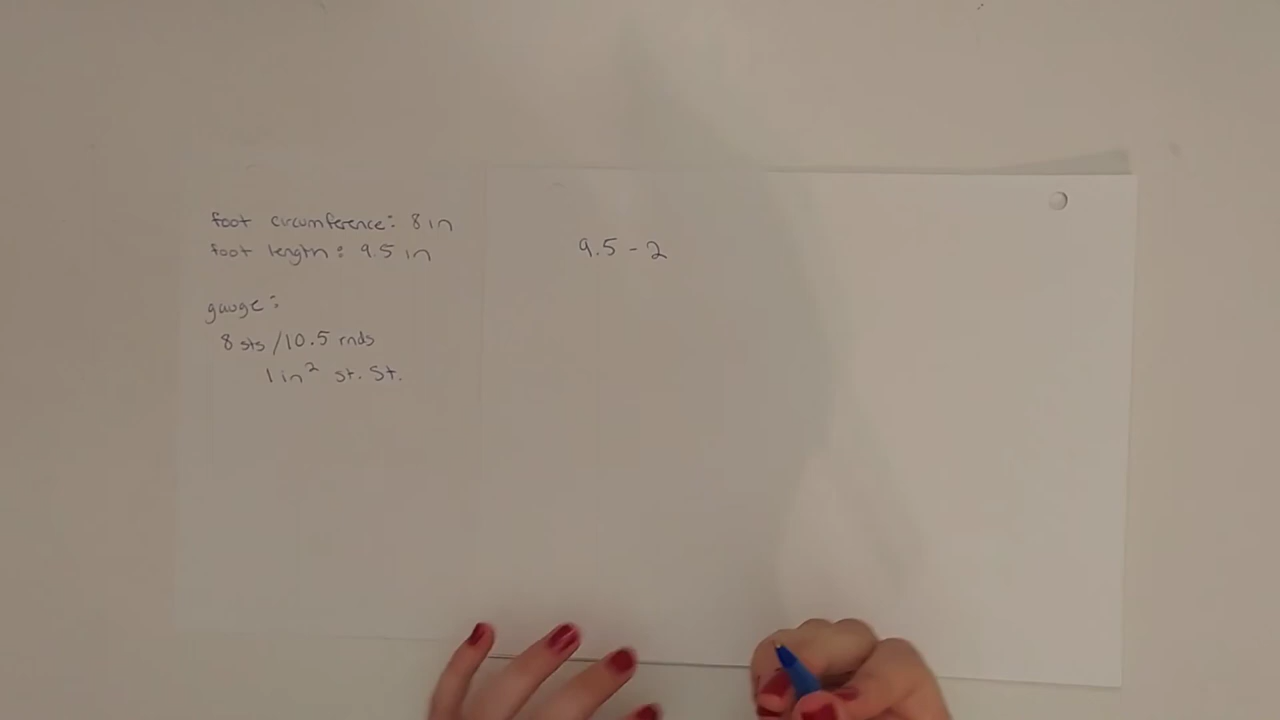 foot circumference: 8 in
foot length: 9.5 in
gauge:
8 sts / 10.5 rnds
1 in² st. St.
9.5 - 2